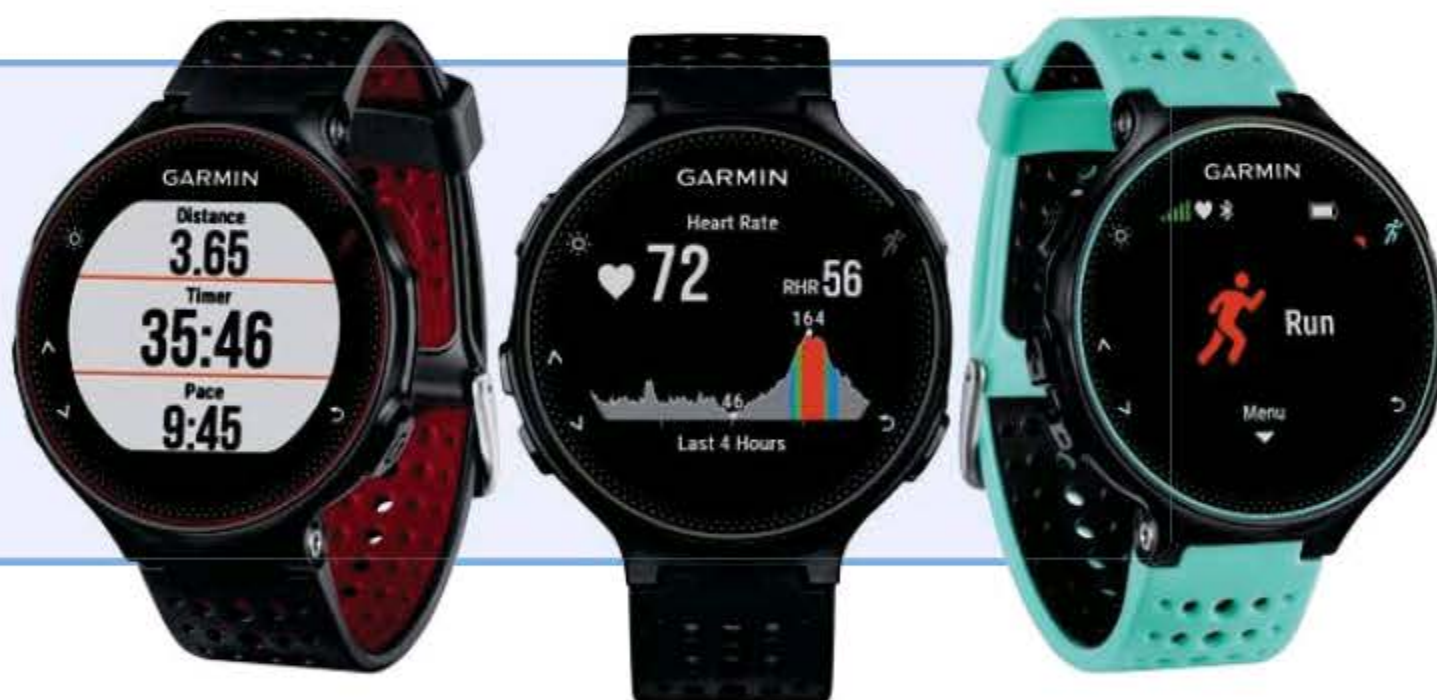 GARMIN
Distance
3.65
Timer
35:46
Pace
9:45
GARMIN
Heart Rate
72
RHR 56
164
46
Last 4 Hours
GARMIN
Run
Menu